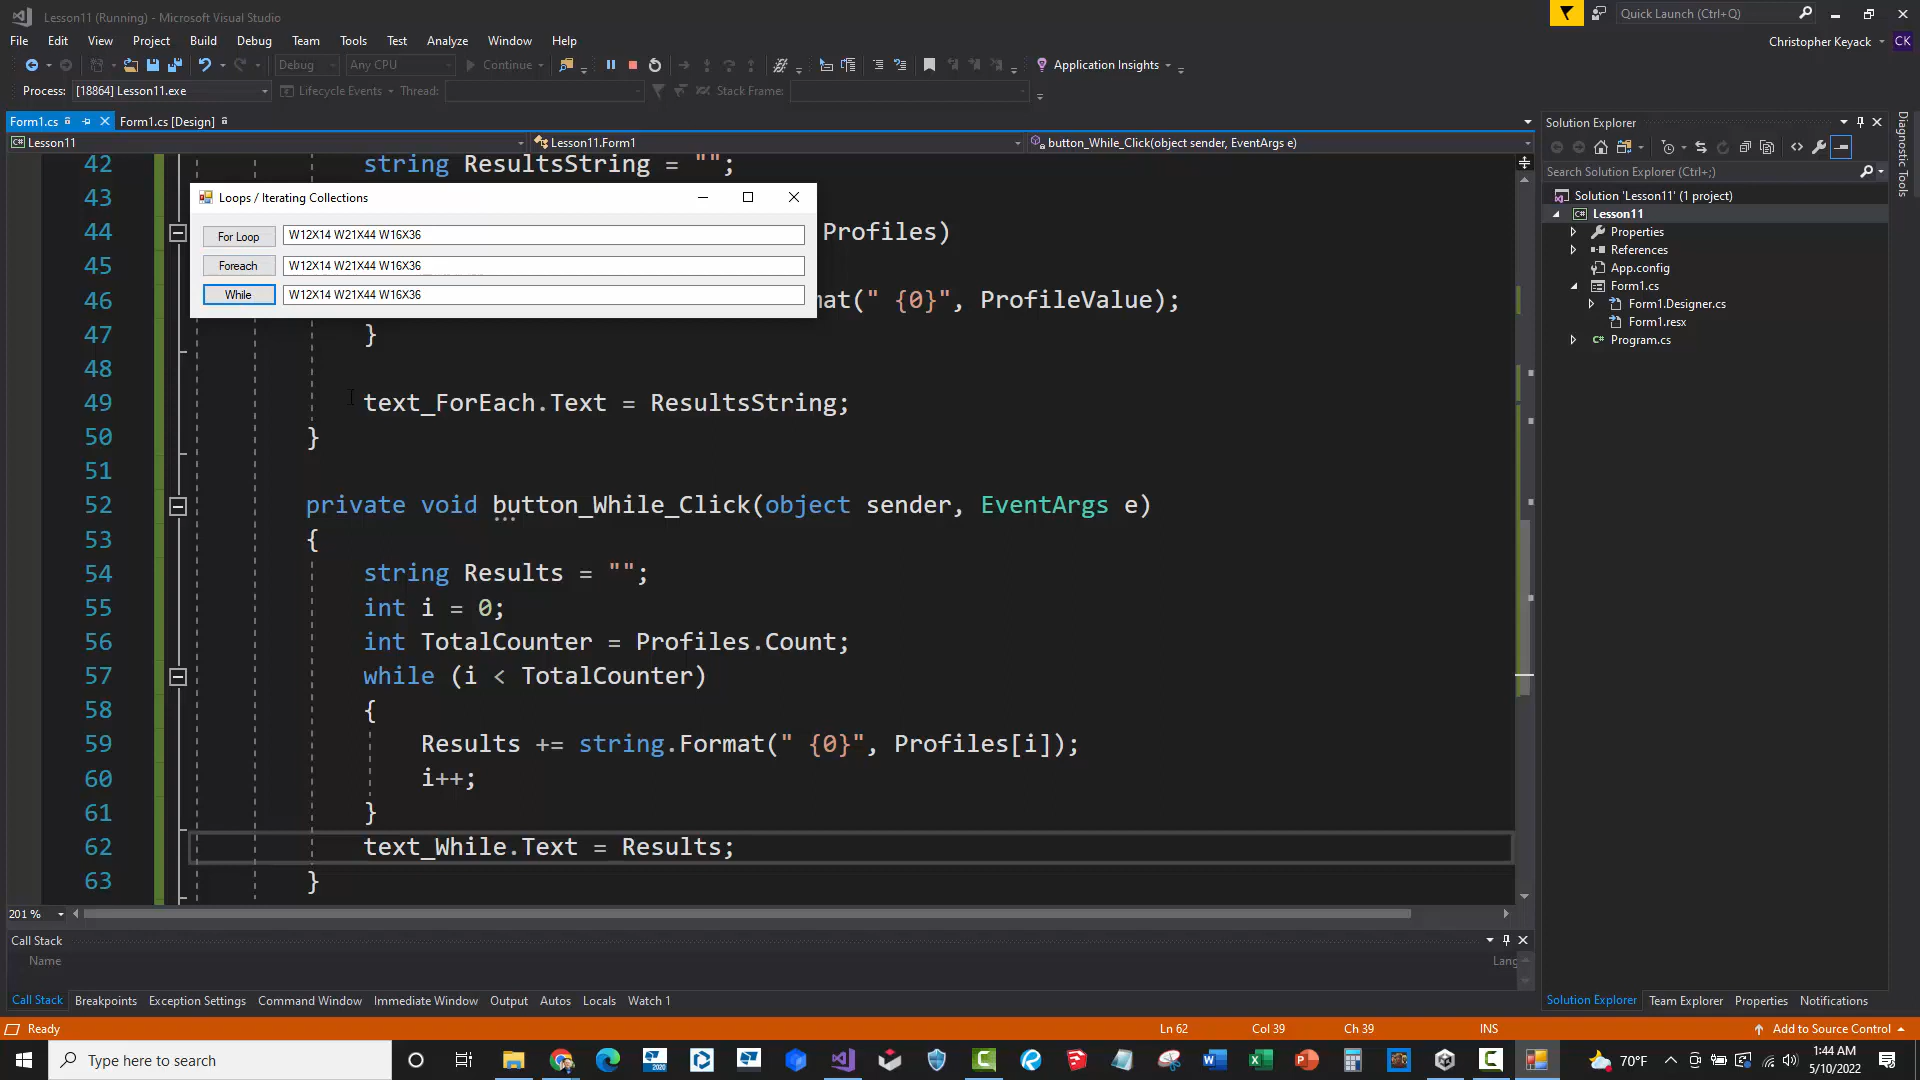 Lesson11 (Running) - Microsoft Visual Studio
Quick Launch (Ctrl+Q)
File Edit View Project Build Debug Team Tools Test Analyze Window Help
Christopher Keyack CK
Debug Any CPU Continue Application Insights
Process: [18864] Lesson11.exe Lifecycle Events Thread: Stack Frame:
Form1.cs Form1.cs [Design]
Lesson11 Lesson11.Form1 button_While_Click(object sender, EventArgs e)
42 string ResultsString = "";
43
44 Profiles)
45
46 mat(" {0}", ProfileValue);
47 }
48
49 text_ForEach.Text = ResultsString;
50 }
51
52 private void button_While_Click(object sender, EventArgs e)
53 {
54 string Results = "";
55 int i = 0;
56 int TotalCounter = Profiles.Count;
57 while (i < TotalCounter)
58 {
59 Results += string.Format(" {0}", Profiles[i]);
60 i++;
61 }
62 text_While.Text = Results;
63 }
Loops / Iterating Collections
For Loop W12X14 W21X44 W16X36
Foreach W12X14 W21X44 W16X36
While W12X14 W21X44 W16X36
201 %
Call Stack
Name Lang
Call Stack Breakpoints Exception Settings Command Window Immediate Window Output Autos Locals Watch 1
Solution Explorer
Search Solution Explorer (Ctrl+;)
Solution 'Lesson11' (1 project)
Lesson11
Properties
References
App.config
Form1.cs
Form1.Designer.cs
Form1.resx
Program.cs
Solution Explorer Team Explorer Properties Notifications
Diagnostic Tools
Ready Ln 62 Col 39 Ch 39 INS Add to Source Control
Type here to search
2020
70°F
1:44 AM
5/10/2022